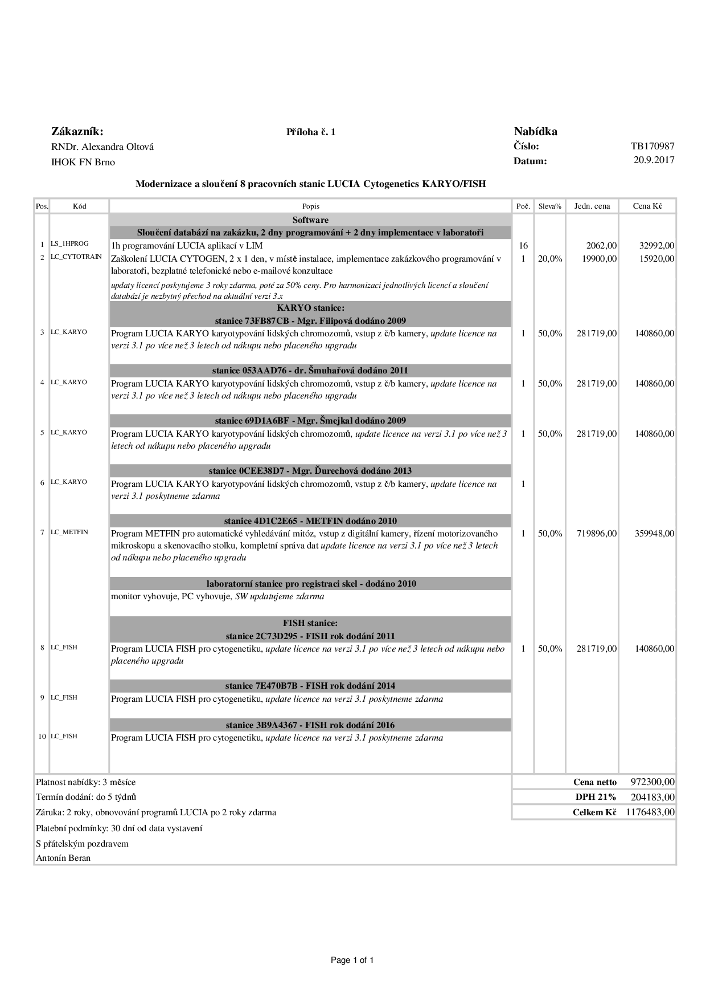 Zákazník: Příloha č. 1 Nabídka
RNDr. Alexandra Oltová Číslo: TB170987
IHOK FN Brno Datum: 20.9.2017
Modernizace a sloučení 8 pracovních stanic LUCIA Cytogenetics KARYO/FISH
Pos. Kód Popis Poč. Sleva% Jedn. cena Cena Kč
Software
Sloučení databází na zakázku, 2 dny programování + 2 dny implementace v laboratoři
1 LS_1HPROG 1h programování LUCIA aplikací v LIM 16 2062,00 32992,00
2 LC_CYTOTRAIN Zaškolení LUCIA CYTOGEN, 2 x 1 den, v místě instalace, implementace zakázkového programování v 1 20,0% 19900,00 15920,00
laboratoři, bezplatné telefonické nebo e-mailové konzultace
updaty licencí poskytujeme 3 roky zdarma, poté za 50% ceny. Pro harmonizaci jednotlivých licencí a sloučení
databází je nezbytný přechod na aktuální verzi 3.x
KARYO stanice:
stanice 73FB87CB - Mgr. Filipová dodáno 2009
3 LC_KARYO Program LUCIA KARYO karyotypování lidských chromozomů, vstup z č/b kamery, update licence na 1 50,0% 281719,00 140860,00
verzi 3.1 po více než 3 letech od nákupu nebo placeného upgradu
stanice 053AAD76 - dr. Šmuhařová dodáno 2011
4 LC_KARYO Program LUCIA KARYO karyotypování lidských chromozomů, vstup z č/b kamery, update licence na 1 50,0% 281719,00 140860,00
verzi 3.1 po více než 3 letech od nákupu nebo placeného upgradu
stanice 69D1A6BF - Mgr. Šmejkal dodáno 2009
5 LC_KARYO Program LUCIA KARYO karyotypování lidských chromozomů, update licence na verzi 3.1 po více než 3 1 50,0% 281719,00 140860,00
letech od nákupu nebo placeného upgradu
stanice 0CEE38D7 - Mgr. Ďurechová dodáno 2013
6 LC_KARYO Program LUCIA KARYO karyotypování lidských chromozomů, vstup z č/b kamery, update licence na 1
verzi 3.1 poskytneme zdarma
stanice 4D1C2E65 - METFIN dodáno 2010
7 LC_METFIN Program METFIN pro automatické vyhledávání mitóz, vstup z digitální kamery, řízení motorizovaného 1 50,0% 719896,00 359948,00
mikroskopu a skenovacího stolku, kompletní správa dat update licence na verzi 3.1 po více než 3 letech
od nákupu nebo placeného upgradu
laboratorní stanice pro registraci skel - dodáno 2010
monitor vyhovuje, PC vyhovuje, SW updatujeme zdarma
FISH stanice:
stanice 2C73D295 - FISH rok dodání 2011
8 LC_FISH Program LUCIA FISH pro cytogenetiku, update licence na verzi 3.1 po více než 3 letech od nákupu nebo 1 50,0% 281719,00 140860,00
placeného upgradu
stanice 7E470B7B - FISH rok dodání 2014
9 LC_FISH Program LUCIA FISH pro cytogenetiku, update licence na verzi 3.1 poskytneme zdarma
stanice 3B9A4367 - FISH rok dodání 2016
10 LC_FISH Program LUCIA FISH pro cytogenetiku, update licence na verzi 3.1 poskytneme zdarma
Platnost nabídky: 3 měsíce Cena netto 972300,00
Termín dodání: do 5 týdnů DPH 21% 204183,00
Záruka: 2 roky, obnovování programů LUCIA po 2 roky zdarma Celkem Kč 1176483,00
Platební podmínky: 30 dní od data vystavení
S přátelským pozdravem
Antonín Beran
Page 1 of 1